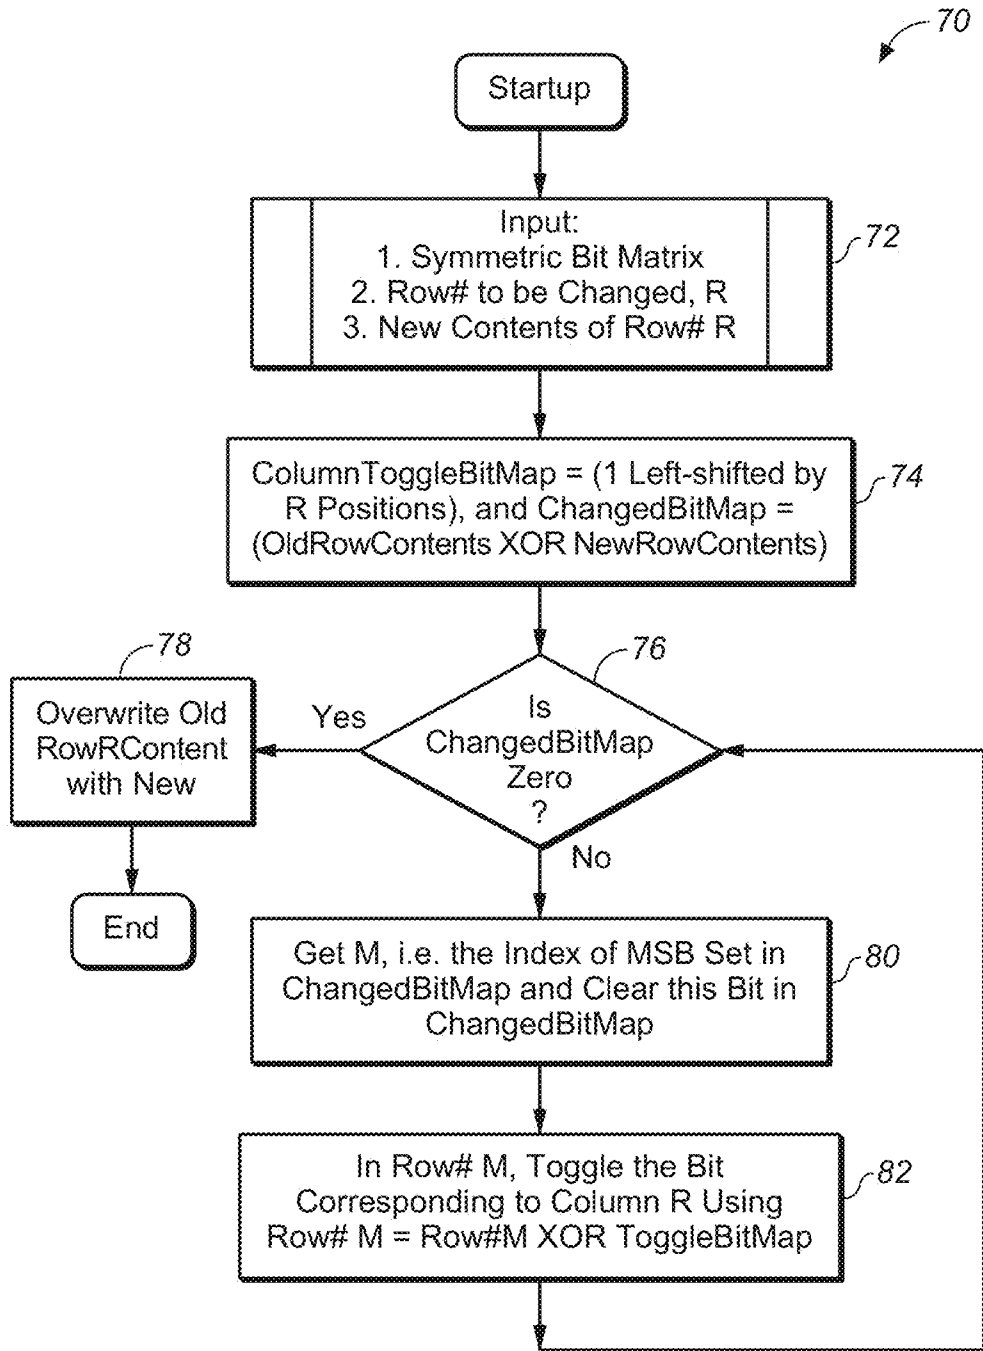 70
Startup
Input:
1. Symmetric Bit Matrix
2. Row# to be Changed, R
3. New Contents of Row# R
72
ColumnToggleBitMap = (1 Left-shifted by
R Positions), and ChangedBitMap =
(OldRowContents XOR NewRowContents)
74
76
Is
ChangedBitMap
Zero
?
Yes
78
Overwrite Old
RowRContent
with New
End
No
Get M, i.e. the Index of MSB Set in
ChangedBitMap and Clear this Bit in
ChangedBitMap
80
In Row# M, Toggle the Bit
Corresponding to Column R Using
Row# M = Row#M XOR ToggleBitMap
82